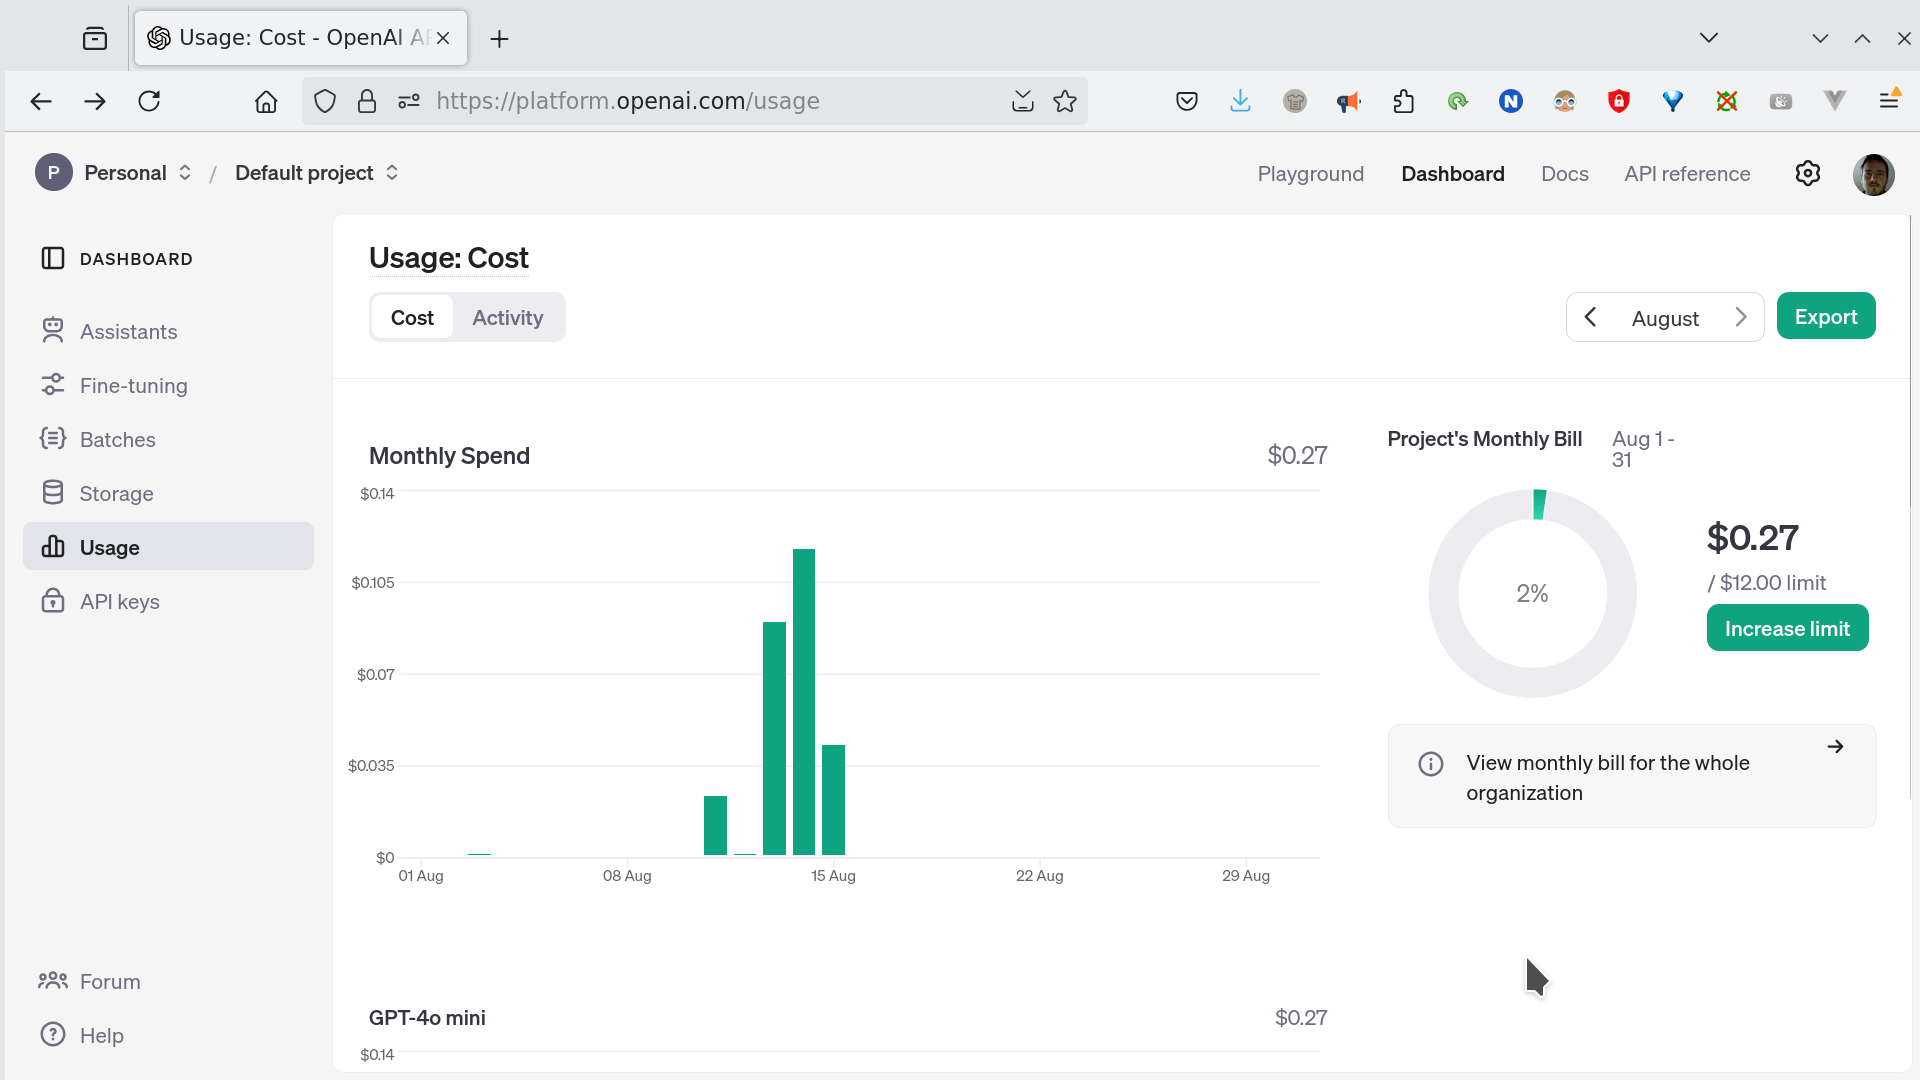 Usage: Cost - OpenAI AP
https://platform.openai.com/usage
P Personal / Default project
Playground Dashboard Docs API reference
DASHBOARD
Assistants
Fine-tuning
Batches
Storage
Usage
API keys
Forum
Help
Usage: Cost
Cost Activity
August
Export
Monthly Spend $0.27
$0.14
$0.105
$0.07
$0.035
$0
01 Aug 08 Aug 15 Aug 22 Aug 29 Aug
Project's Monthly Bill Aug 1 -
31
2%
$0.27
/ $12.00 limit
Increase limit
View monthly bill for the whole
organization
GPT-4o mini $0.27
$0.14